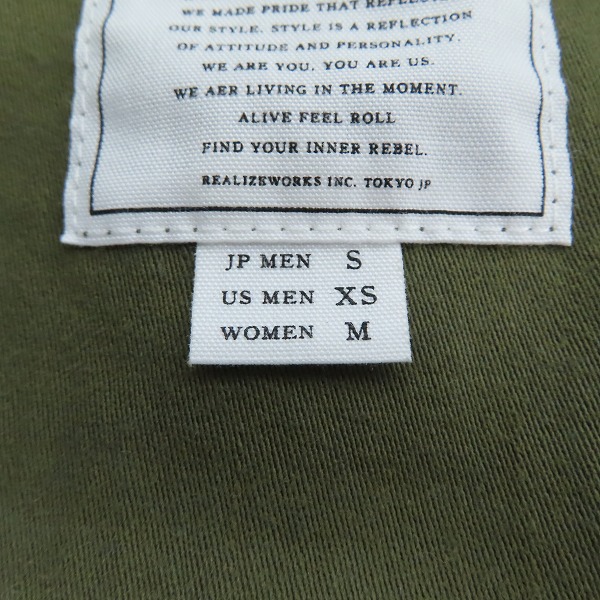 WE MADE PRIDE THAT REFLECTS
OUR STYLE. STYLE IS A REFLECTION
OF ATTITUDE AND PERSONALITY.
WE ARE YOU, YOU ARE US.
WE AER LIVING IN THE MOMENT.
ALIVE FEEL ROLL
FIND YOUR INNER REBEL.
REALIZEWORKS INC. TOKYO JP
JP MEN S
US MEN XS
WOMEN M